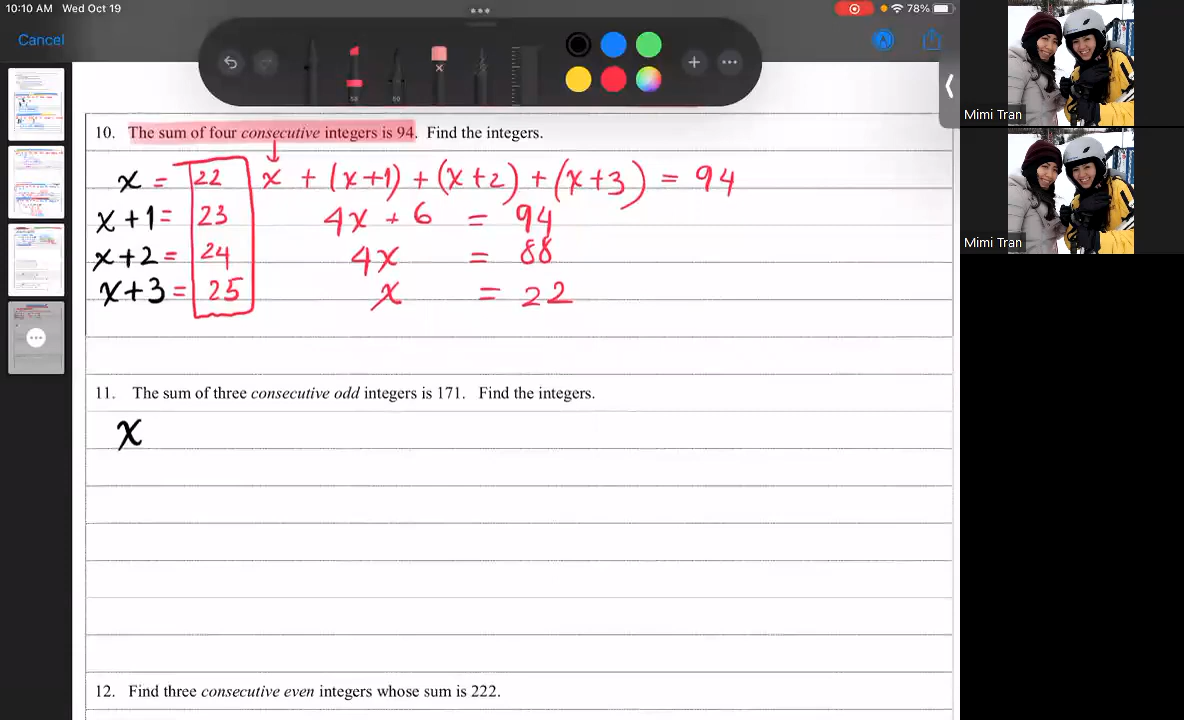 10:10 AM Wed Oct 19
78%
Cancel
Mimi Tran
10. The sum of four consecutive integers is 94. Find the integers.
x = 22 x + (x+1) + (x+2) + (x+3) = 94
x+1 = 23 4x + 6 = 94
x+2 = 24 4x = 88
x+3 = 25 x = 22
Mimi Tran
11. The sum of three consecutive odd integers is 171. Find the integers.
x
12. Find three consecutive even integers whose sum is 222.